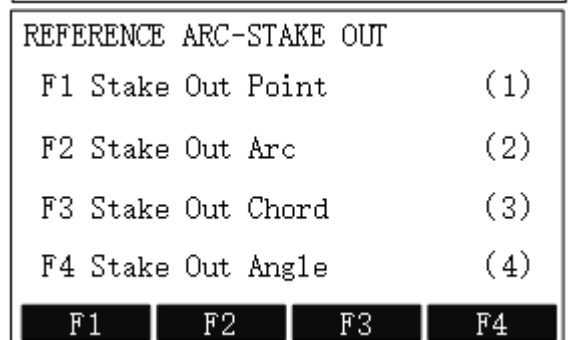 REFERENCE ARC-STAKE OUT
F1 Stake Out Point (1)
F2 Stake Out Arc (2)
F3 Stake Out Chord (3)
F4 Stake Out Angle (4)
F1 F2 F3 F4